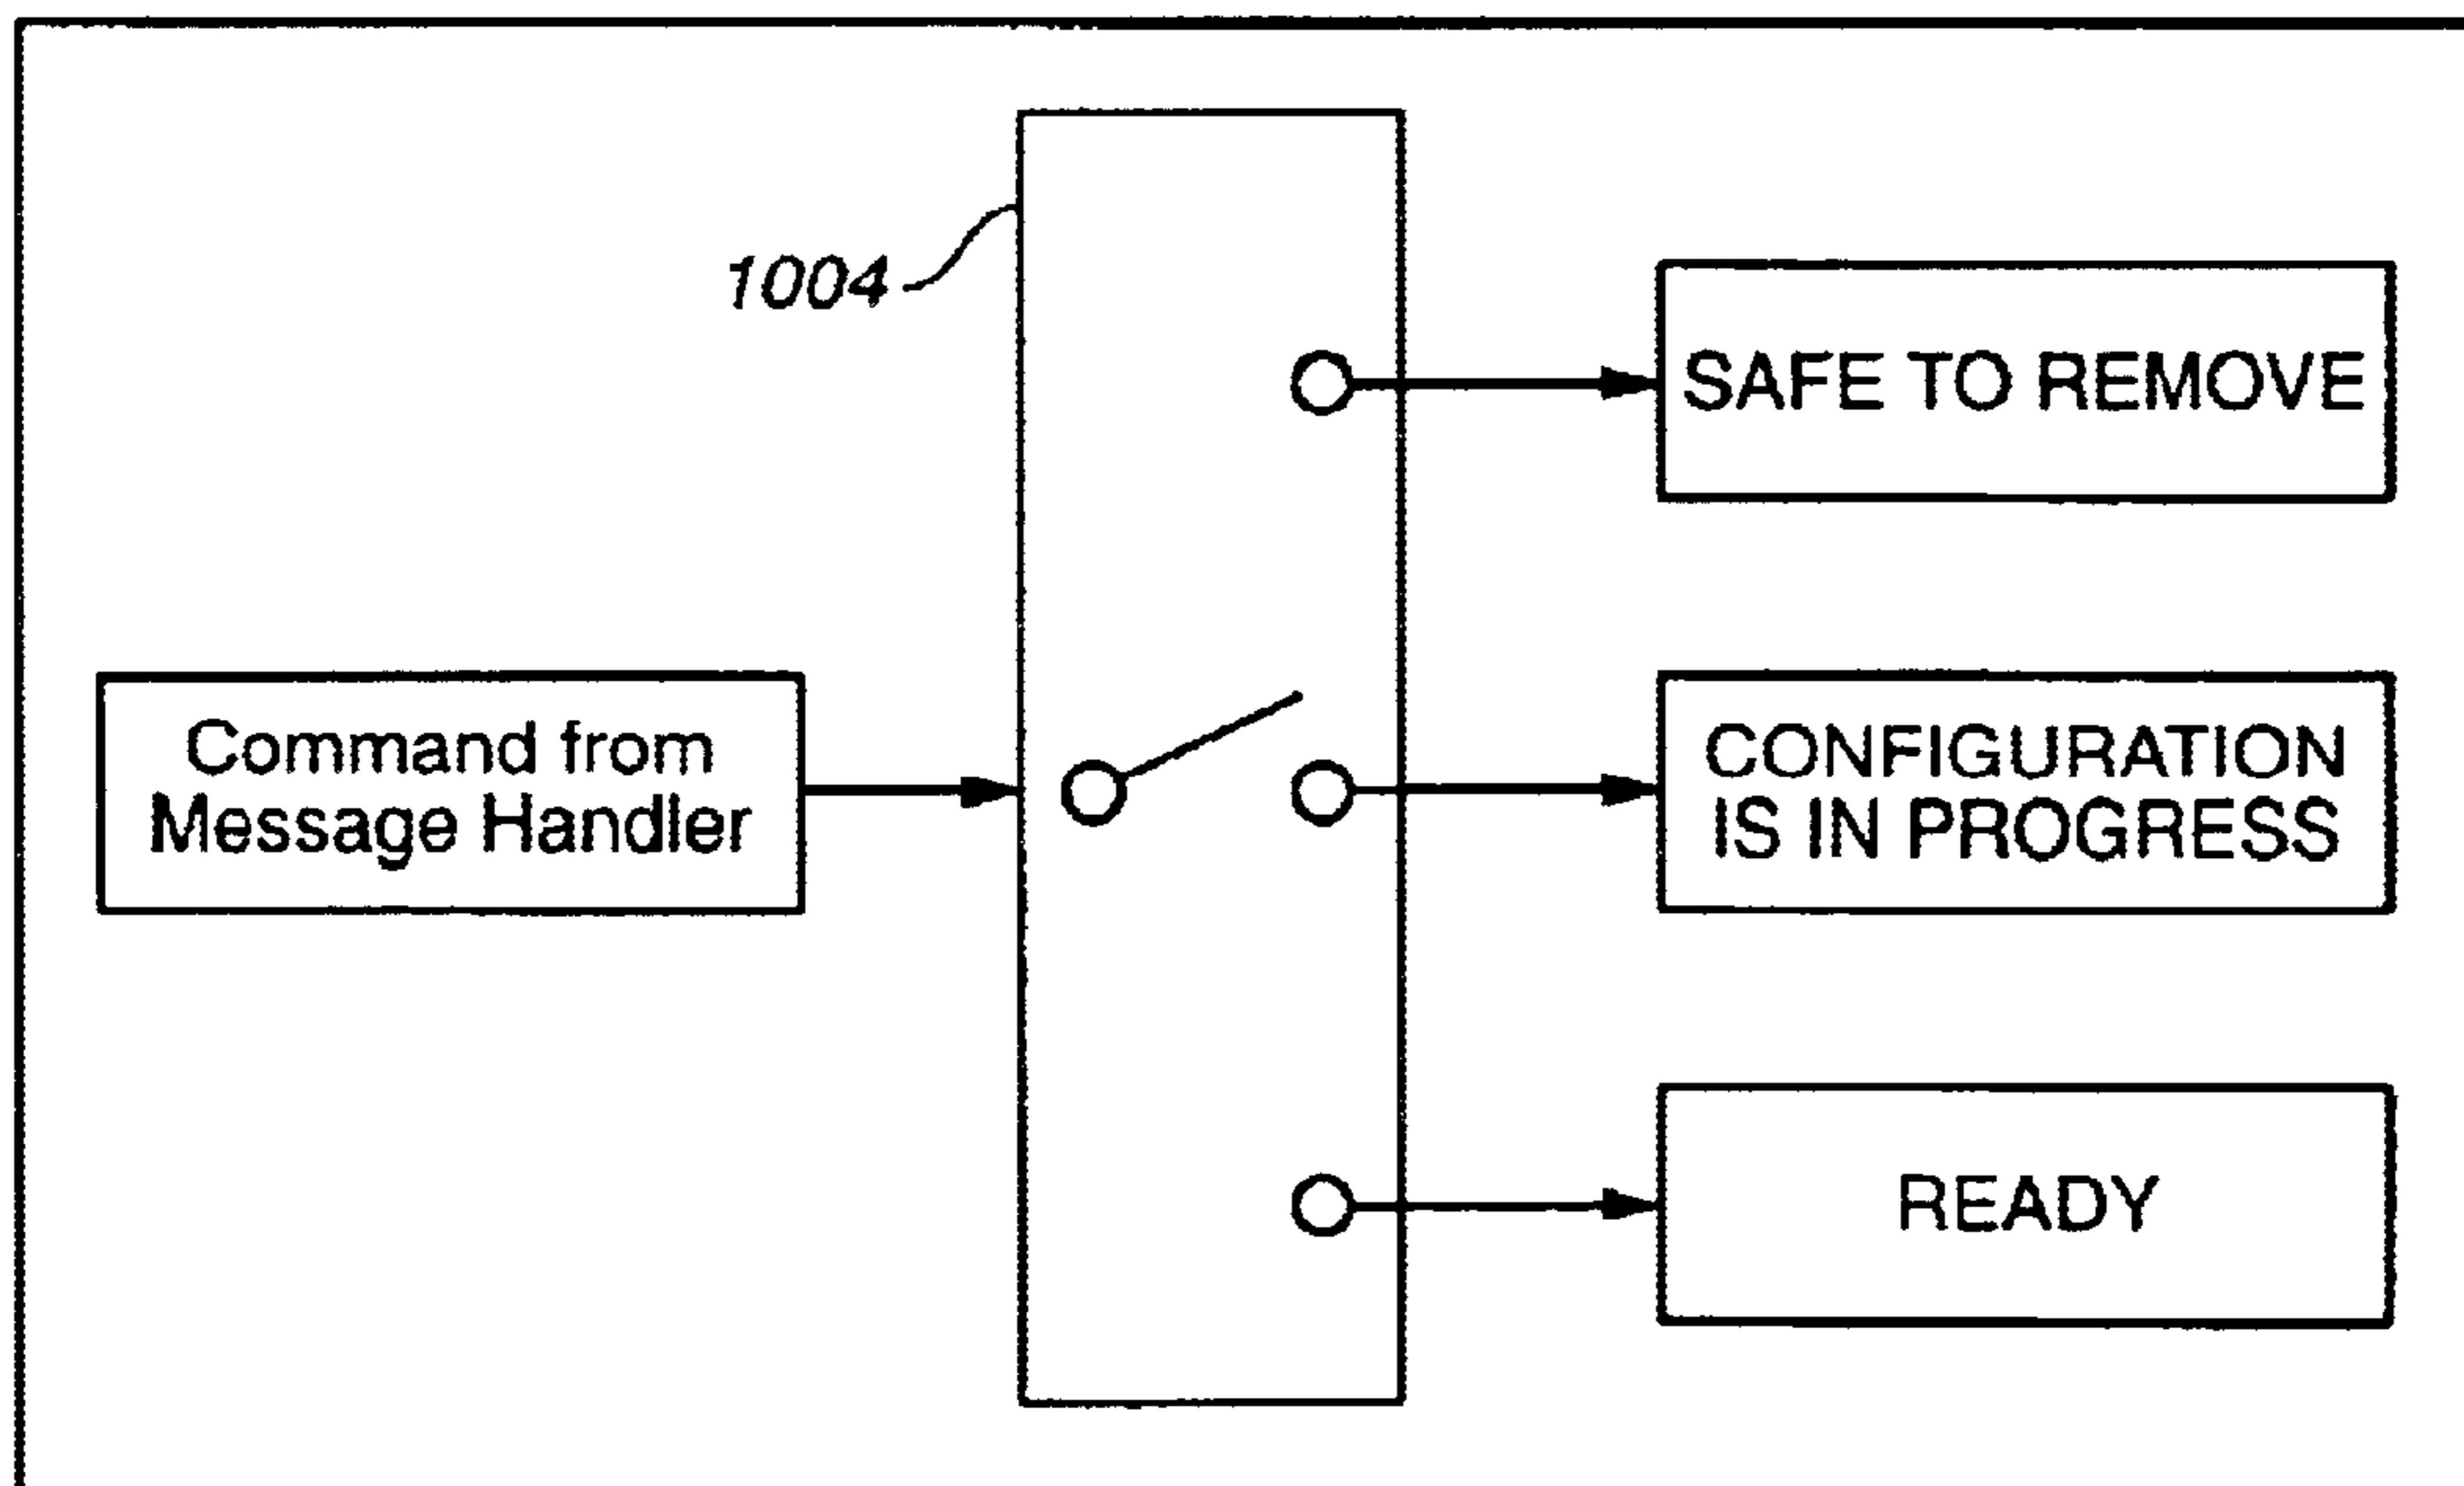 1004
SAFE TO REMOVE
Command from
Message Handler
CONFIGURATION
IS IN PROGRESS
READY